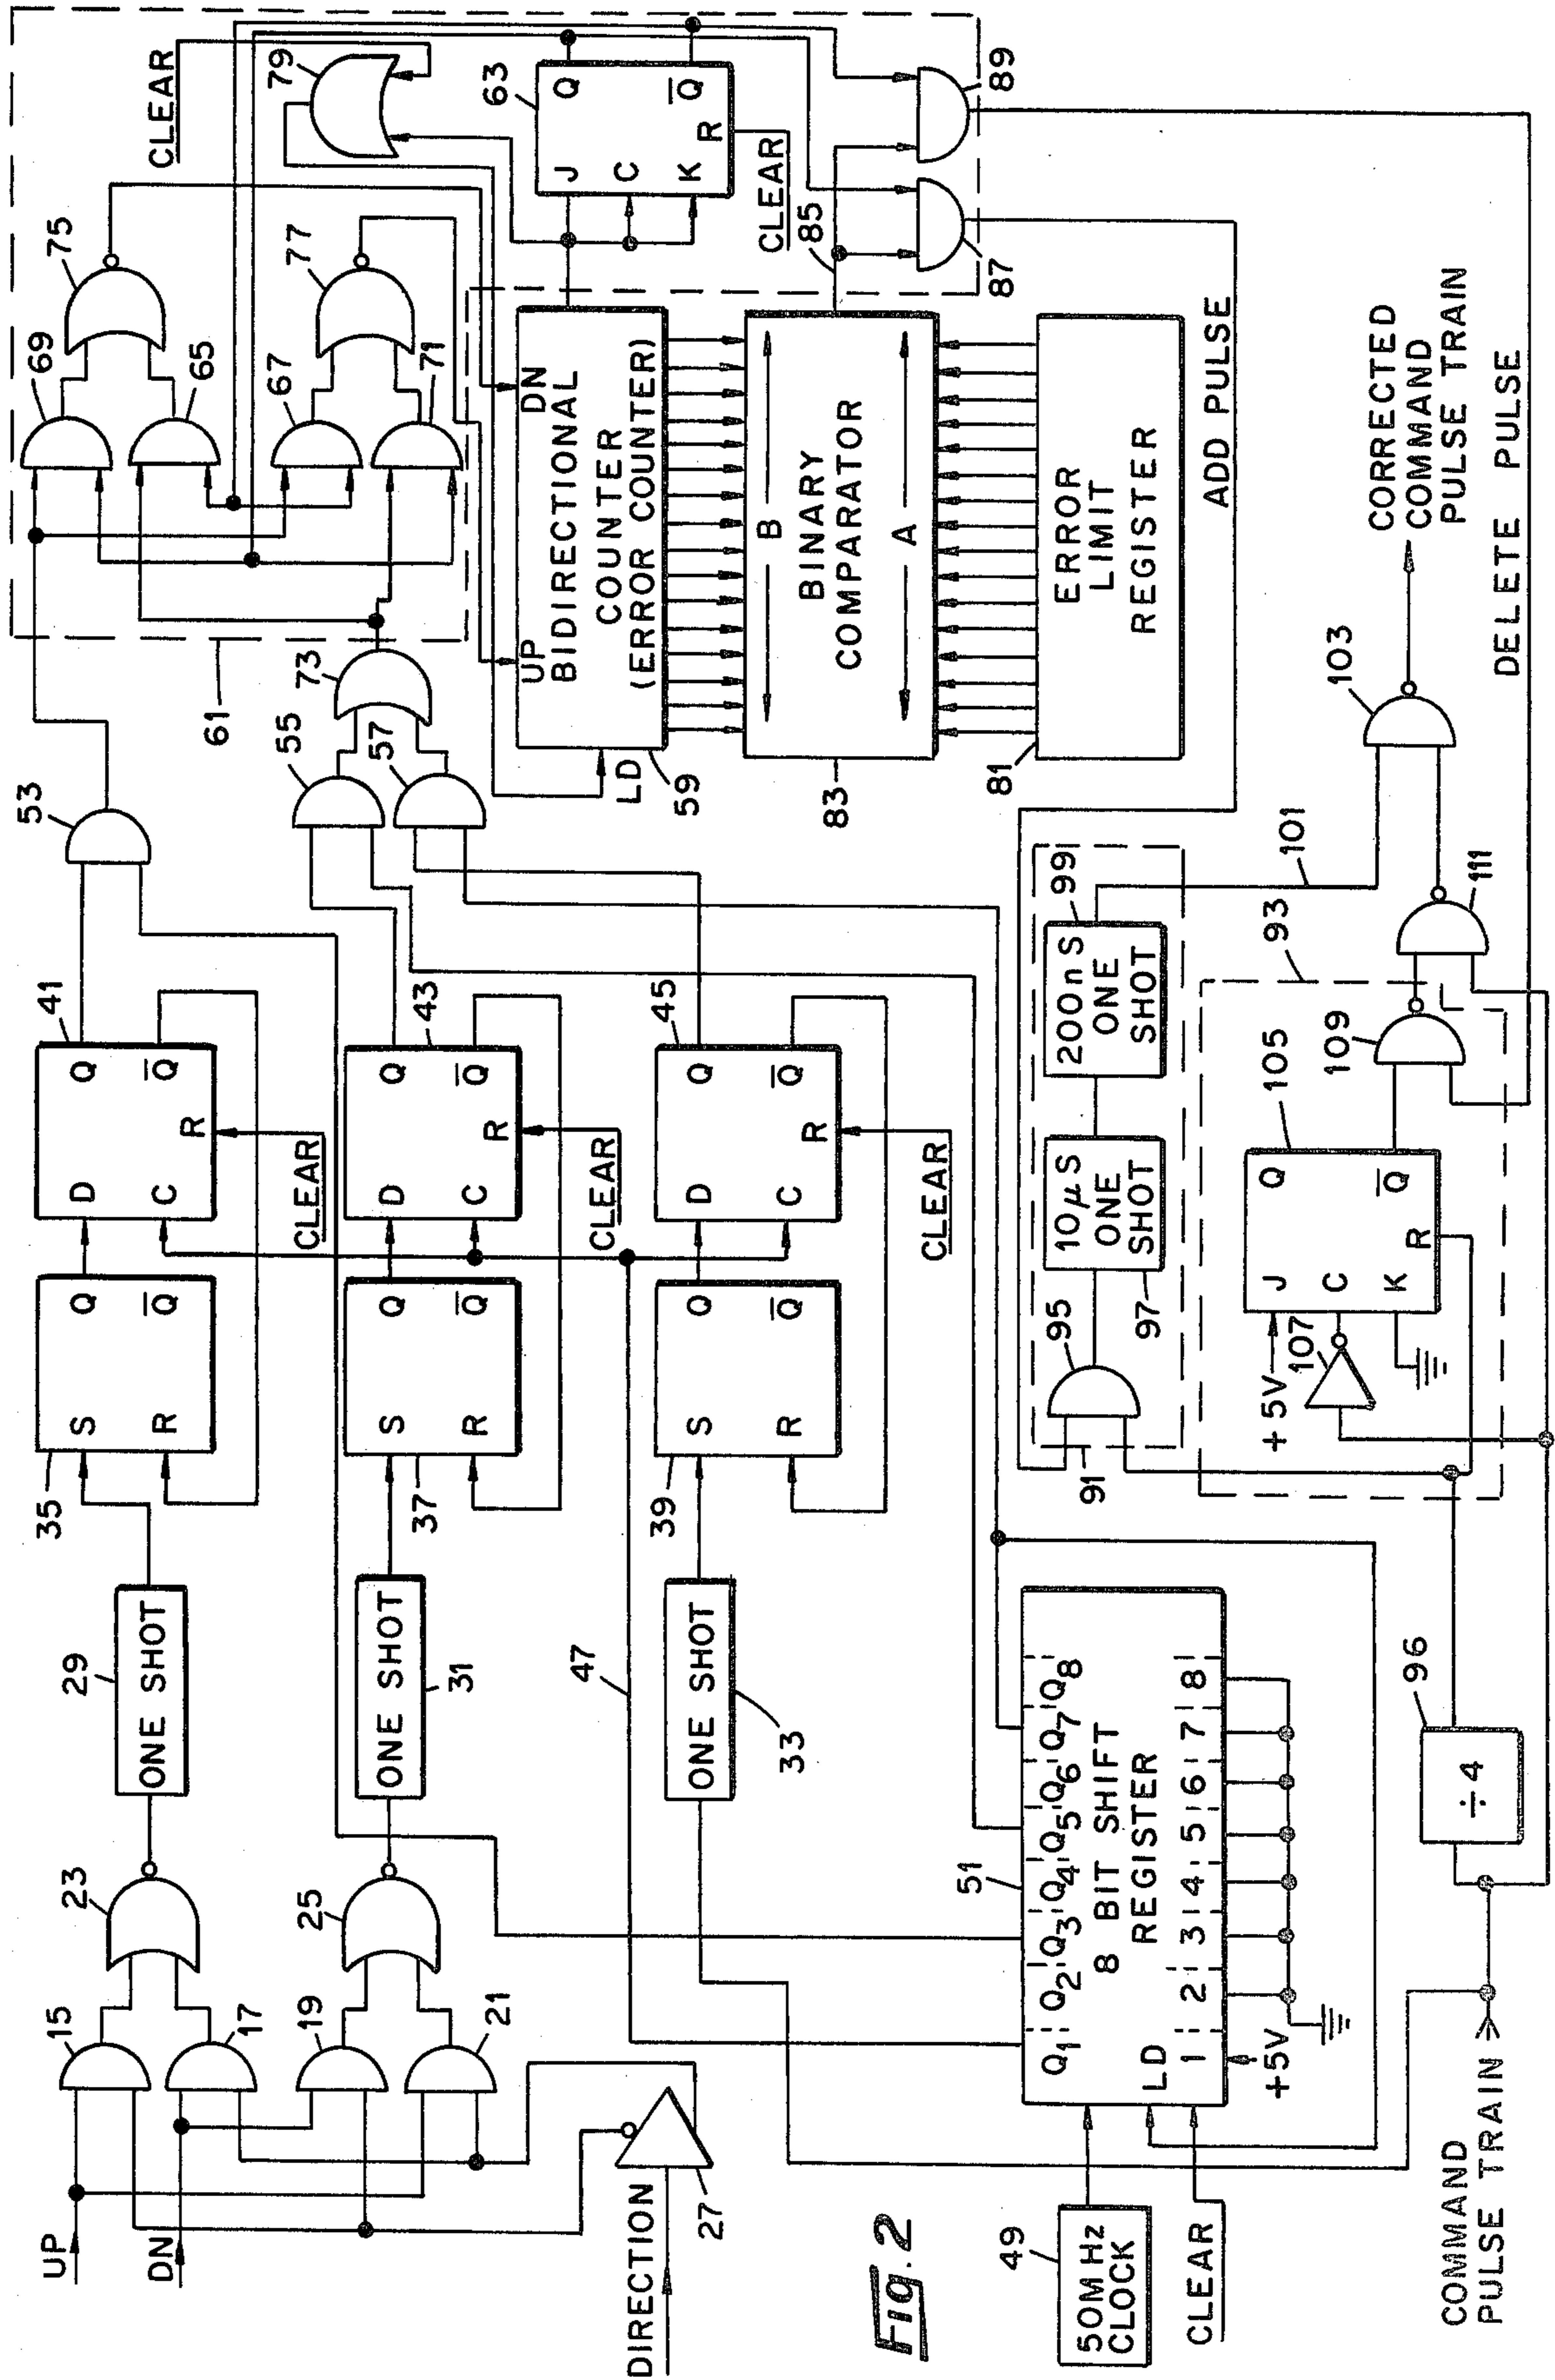 UP
DN
DIRECTION
27
15
17
19
21
23
25
29
ONE SHOT
31
ONE SHOT
33
ONE SHOT
35
S
Q
R
Q̅
37
S
Q
R
Q̅
39
S
Q
R
Q̅
41
D
Q
C
Q̅
R
CLEAR
43
D
Q
C
Q̅
R
CLEAR
45
D
Q
C
Q̅
R
CLEAR
47
49
50MHz
CLOCK
CLEAR
51
Q1 Q2 Q3 Q4 Q5 Q6 Q7 Q8
8 BIT SHIFT
REGISTER
LD
1 2 3 4 5 6 7 8
+5V
53
55
57
73
61
69
65
67
71
75
77
79
CLEAR
63
J
Q
C
K
Q̅
R
CLEAR
UP
DN
BIDIRECTIONAL
COUNTER
(ERROR COUNTER)
LD
59
B
BINARY
COMPARATOR
A
83
85
87
89
ERROR
LIMIT
REGISTER
81
ADD PULSE
DELETE PULSE
91
95
10µS
ONE
SHOT
97
200nS
ONE
SHOT
99
101
103
CORRECTED
COMMAND
PULSE TRAIN
93
105
J
Q
C
K
Q̅
R
+5V
107
109
111
96
÷4
COMMAND
PULSE TRAIN
Fig. 2